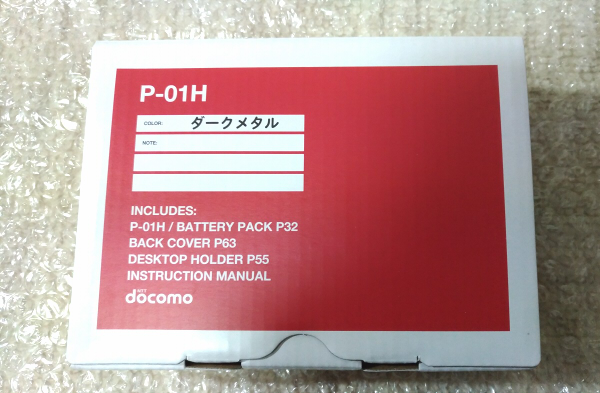 P-01H
COLOR: ダークメタル
NOTE:
INCLUDES:
P-01H / BATTERY PACK P32
BACK COVER P63
DESKTOP HOLDER P55
INSTRUCTION MANUAL
döcomo